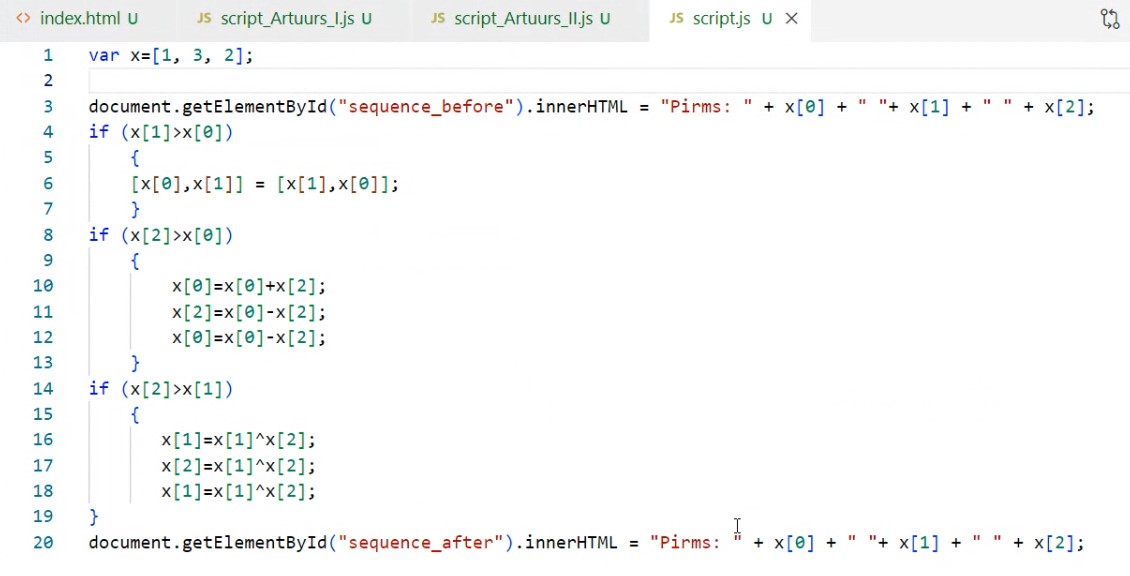 <> index.html U JS script_Artuurs_I.js U JS script_Artuurs_II.js U JS script.js U ×
1 var x=[1, 3, 2];
2
3 document.getElementById("sequence_before").innerHTML = "Pirms: " + x[0] + " "+ x[1] + " " + x[2];
4 if (x[1]>x[0])
5 {
6 [x[0],x[1]] = [x[1],x[0]];
7 }
8 if (x[2]>x[0])
9 {
10 x[0]=x[0]+x[2];
11 x[2]=x[0]-x[2];
12 x[0]=x[0]-x[2];
13 }
14 if (x[2]>x[1])
15 {
16 x[1]=x[1]^x[2];
17 x[2]=x[1]^x[2];
18 x[1]=x[1]^x[2];
19 }
20 document.getElementById("sequence_after").innerHTML = "Pirms: " + x[0] + " "+ x[1] + " " + x[2];